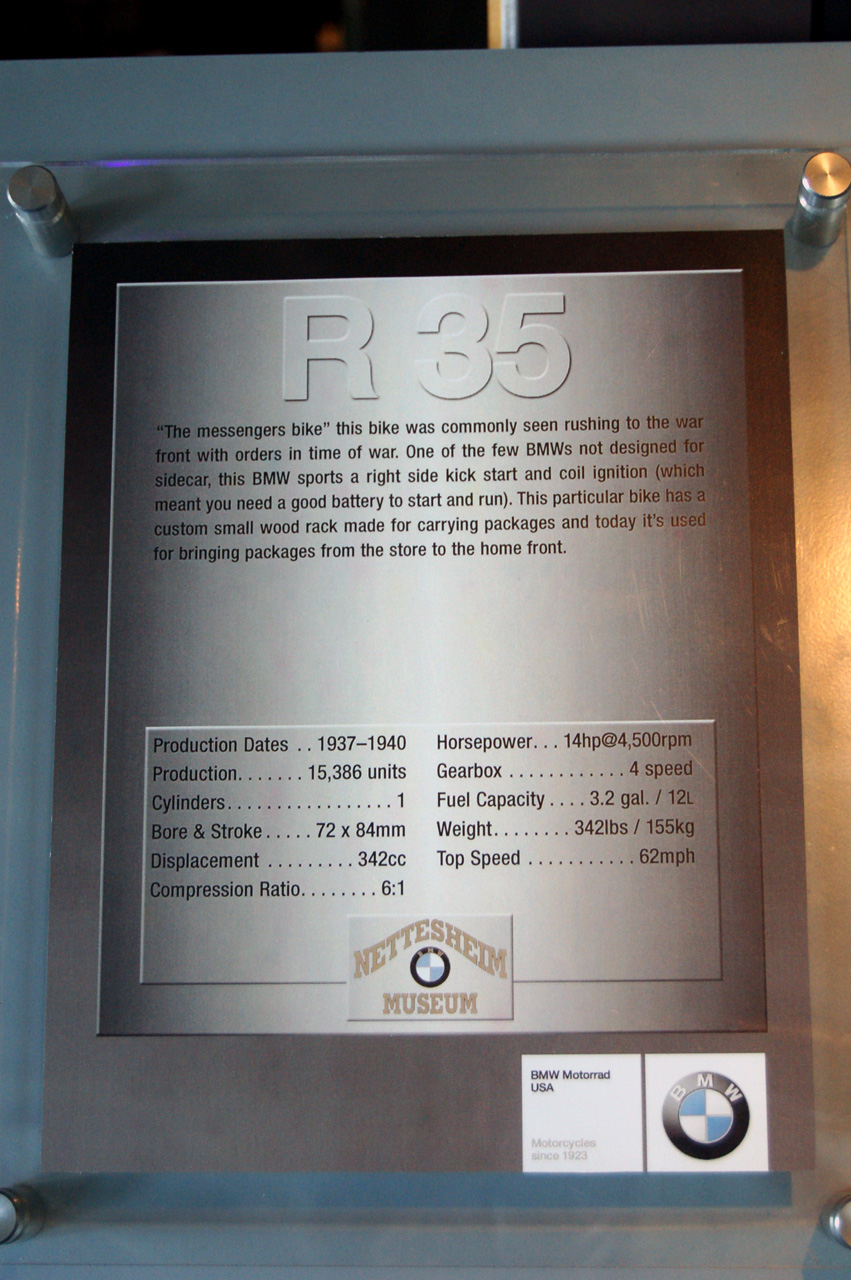 R 35
“The messengers bike” this bike was commonly seen rushing to the war
front with orders in time of war. One of the few BMWs not designed for
sidecar, this BMW sports a right side kick start and coil ignition (which
meant you need a good battery to start and run). This particular bike has a
custom small wood rack made for carrying packages and today it’s used
for bringing packages from the store to the home front.
Production Dates . . 1937–1940
Production. . . . . . . 15,386 units
Cylinders. . . . . . . . . . . . . . . . 1
Bore & Stroke . . . . . 72 x 84mm
Displacement . . . . . . . . . 342cc
Compression Ratio. . . . . . . . 6:1
Horsepower. . . 14hp@4,500rpm
Gearbox . . . . . . . . . . . . 4 speed
Fuel Capacity . . . . 3.2 gal. / 12L
Weight. . . . . . . . 342lbs / 155kg
Top Speed . . . . . . . . . . . 62mph
NETTESHEIM
BMW
MUSEUM
BMW Motorrad
USA
Motorcycles
since 1923
BMW